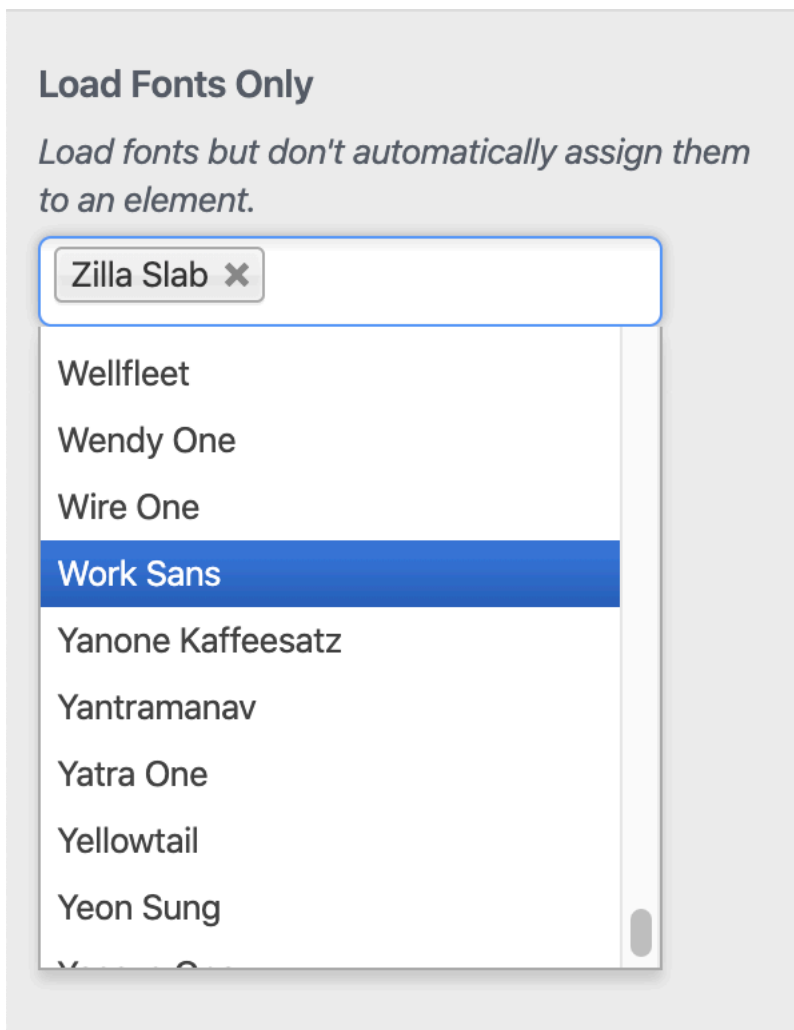 Load Fonts Only
Load fonts but don't automatically assign them
to an element.
Zilla Slab ✖
Wellfleet
Wendy One
Wire One
Work Sans
Yanone Kaffeesatz
Yantramanav
Yatra One
Yellowtail
Yeon Sung